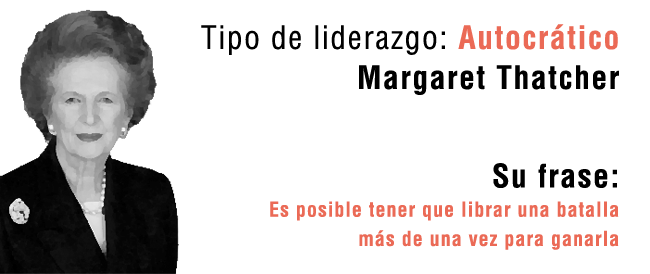 Tipo de liderazgo: Autocrático
Margaret Thatcher
Su frase:
Es posible tener que librar una batalla
más de una vez para ganarla